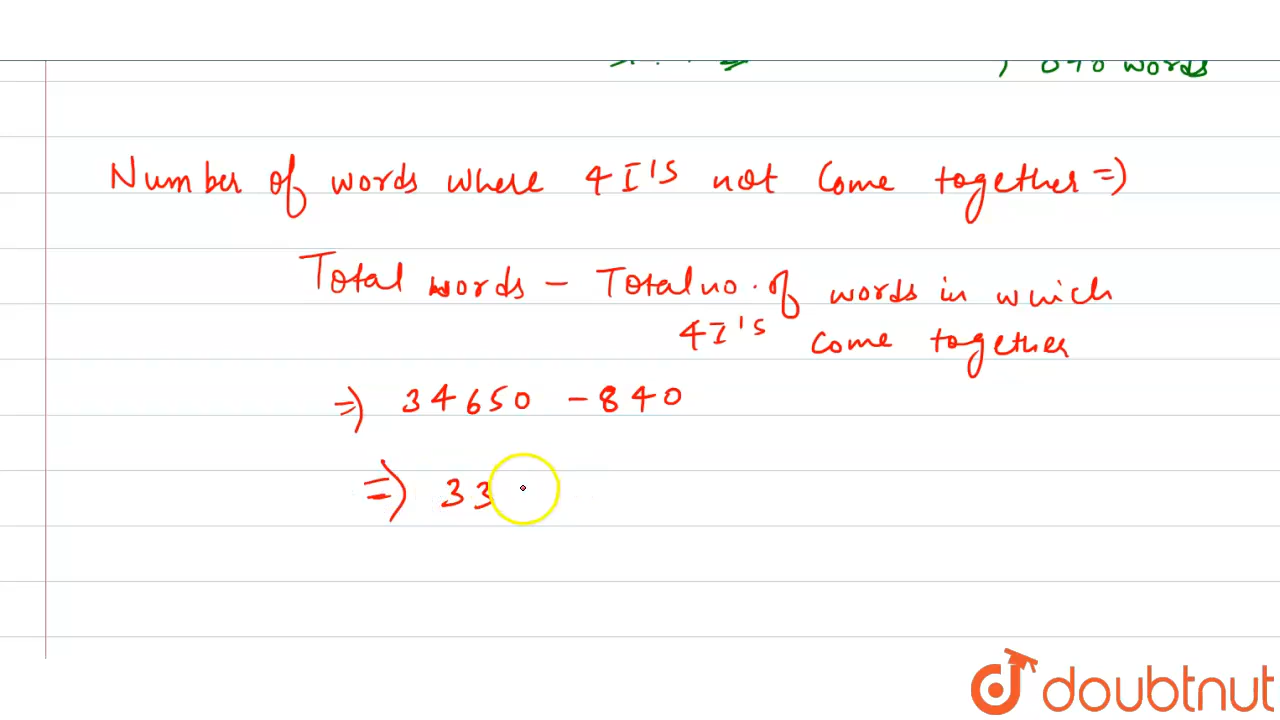 words
Number of words where 4 I's not come together =>
Total words - Total no. of words in which
4 I's come together
=> 34650 - 840
=> 33
doubtnut